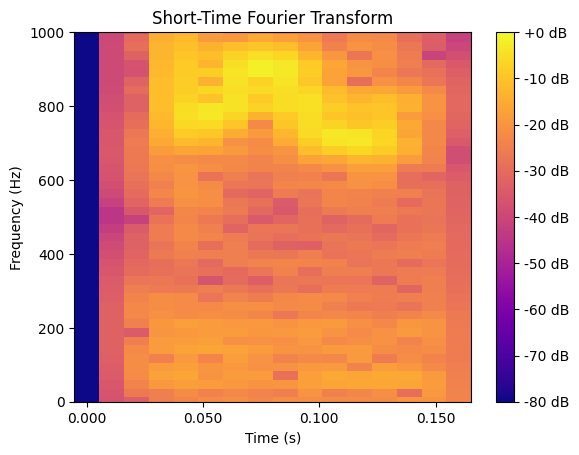 Short-Time Fourier Transform
1000
800
600
400
200
0
Frequency (Hz)
0.000
0.050
0.100
0.150
Time (s)
+0 dB
-10 dB
-20 dB
-30 dB
-40 dB
-50 dB
-60 dB
-70 dB
-80 dB